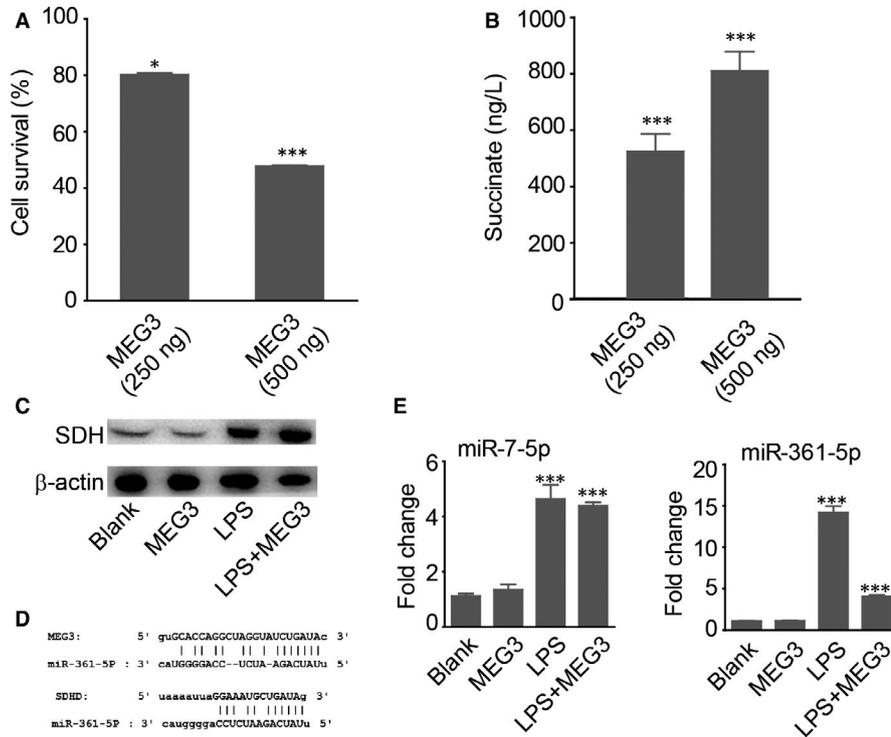 A
100
80
60
40
20
0
Cell survival (%)
*
***
MEG3
(250 ng)
MEG3
(500 ng)
B
1000
800
600
400
200
0
Succinate (ng/L)
***
***
MEG3
(250 ng)
MEG3
(500 ng)
C
SDH
β-actin
Blank
MEG3
LPS
LPS+MEG3
D
MEG3: 5' guGCACCAGGCUAGGUAUCUGAUAc 3'
miR-361-5P : 3' caUGGGGACC--UCUA-AGACUAUu 5'
SDHD: 5' uaaaauuaGGAAAUGCUGAUAg 3'
miR-361-5P : 3' cauggggaCCUCUAAGACUAUu 5'
E
miR-7-5p
6
4
2
0
Fold change
***
***
Blank
MEG3
LPS
LPS+MEG3
miR-361-5p
20
15
10
5
0
Fold change
***
***
Blank
MEG3
LPS
LPS+MEG3